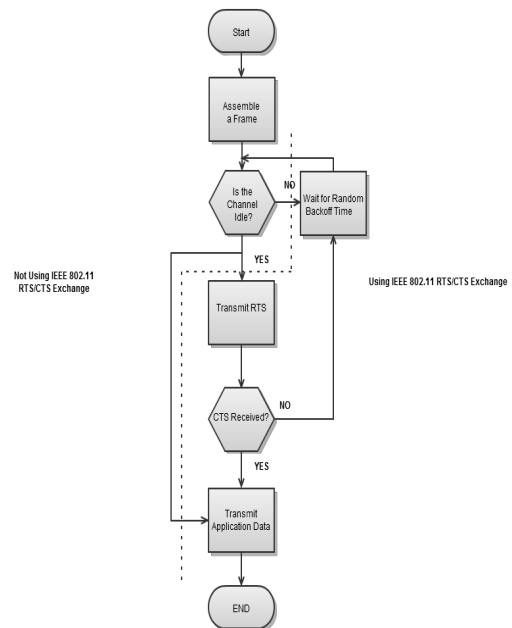 Start
Assemble
a Frame
Is the
Channel
Idle?
NO
Wait for Random
Backoff Time
YES
Not Using IEEE 802.11
RTS/CTS Exchange
Using IEEE 802.11 RTS/CTS Exchange
Transmit RTS
CTS Received?
NO
YES
Transmit
Application Data
END